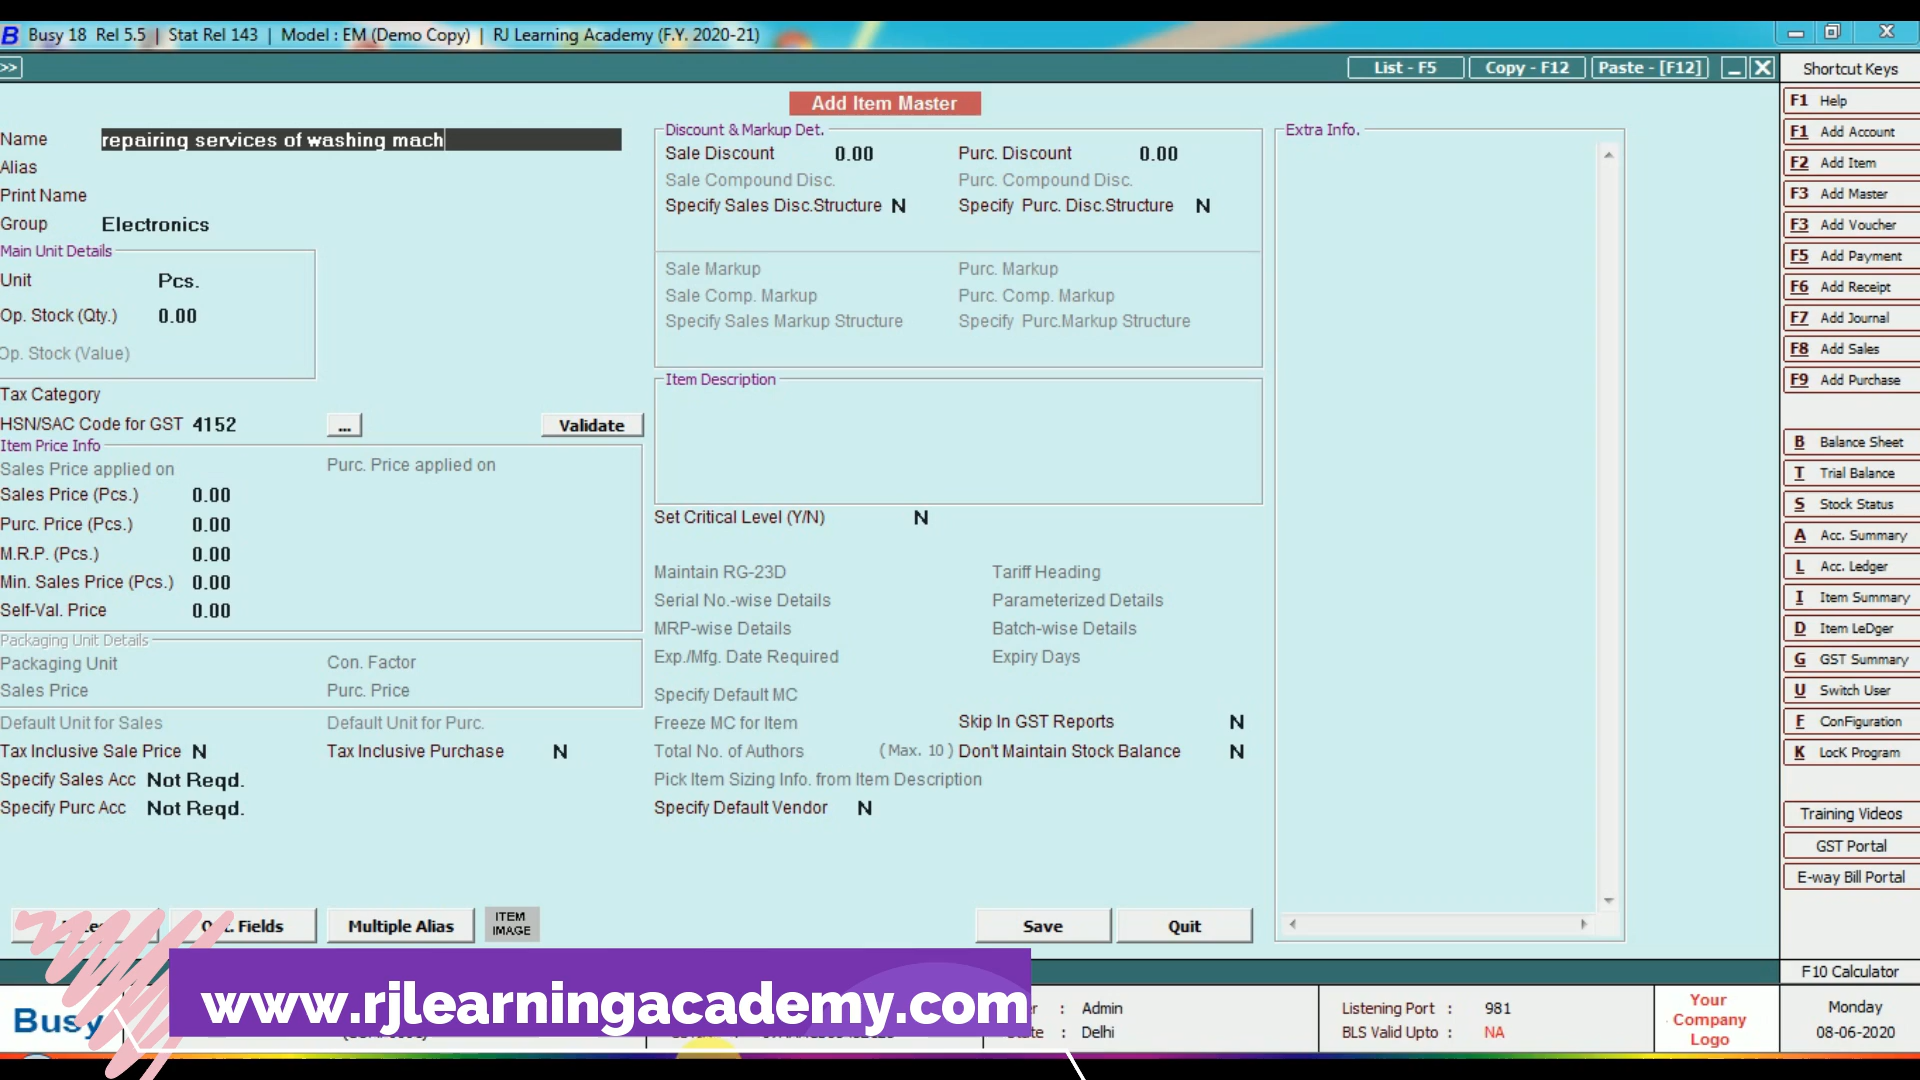 B Busy 18 Rel 5.5 | Stat Rel 143 | Model : EM (Demo Copy) | RJ Learning Academy (F.Y. 2020-21)
>> List - F5 Copy - F12 Paste - [F12] Shortcut Keys
Add Item Master
Name repairing services of washing mach
Alias
Print Name
Group Electronics
Main Unit Details
Unit Pcs.
Op. Stock (Qty.) 0.00
Op. Stock (Value)
Tax Category
HSN/SAC Code for GST 4152 ... Validate
Item Price Info
Sales Price applied on Purc. Price applied on
Sales Price (Pcs.) 0.00
Purc. Price (Pcs.) 0.00
M.R.P. (Pcs.) 0.00
Min. Sales Price (Pcs.) 0.00
Self-Val. Price 0.00
Packaging Unit Details
Packaging Unit Con. Factor
Sales Price Purc. Price
Default Unit for Sales Default Unit for Purc.
Tax Inclusive Sale Price N Tax Inclusive Purchase N
Specify Sales Acc Not Reqd.
Specify Purc Acc Not Reqd.
Discount & Markup Det.
Sale Discount 0.00 Purc. Discount 0.00
Sale Compound Disc. Purc. Compound Disc.
Specify Sales Disc.Structure N Specify Purc. Disc.Structure N
Sale Markup Purc. Markup
Sale Comp. Markup Purc. Comp. Markup
Specify Sales Markup Structure Specify Purc.Markup Structure
Item Description
Set Critical Level (Y/N) N
Maintain RG-23D Tariff Heading
Serial No.-wise Details Parameterized Details
MRP-wise Details Batch-wise Details
Exp./Mfg. Date Required Expiry Days
Specify Default MC
Freeze MC for Item Skip In GST Reports N
Total No. of Authors (Max. 10) Don't Maintain Stock Balance N
Pick Item Sizing Info. from Item Description
Specify Default Vendor N
Extra Info.
Fields Multiple Alias ITEM IMAGE Save Quit
F1 Help
F1 Add Account
F2 Add Item
F3 Add Master
F3 Add Voucher
F5 Add Payment
F6 Add Receipt
F7 Add Journal
F8 Add Sales
F9 Add Purchase
B Balance Sheet
T Trial Balance
S Stock Status
A Acc. Summary
L Acc. Ledger
I Item Summary
D Item LeDger
G GST Summary
U Switch User
F ConFiguration
K LocK Program
Training Videos
GST Portal
E-way Bill Portal
F10 Calculator
Busy
www.rjlearningacademy.com
: Admin
: Delhi
Listening Port : 981
BLS Valid Upto : NA
Your
Company
Logo
Monday
08-06-2020